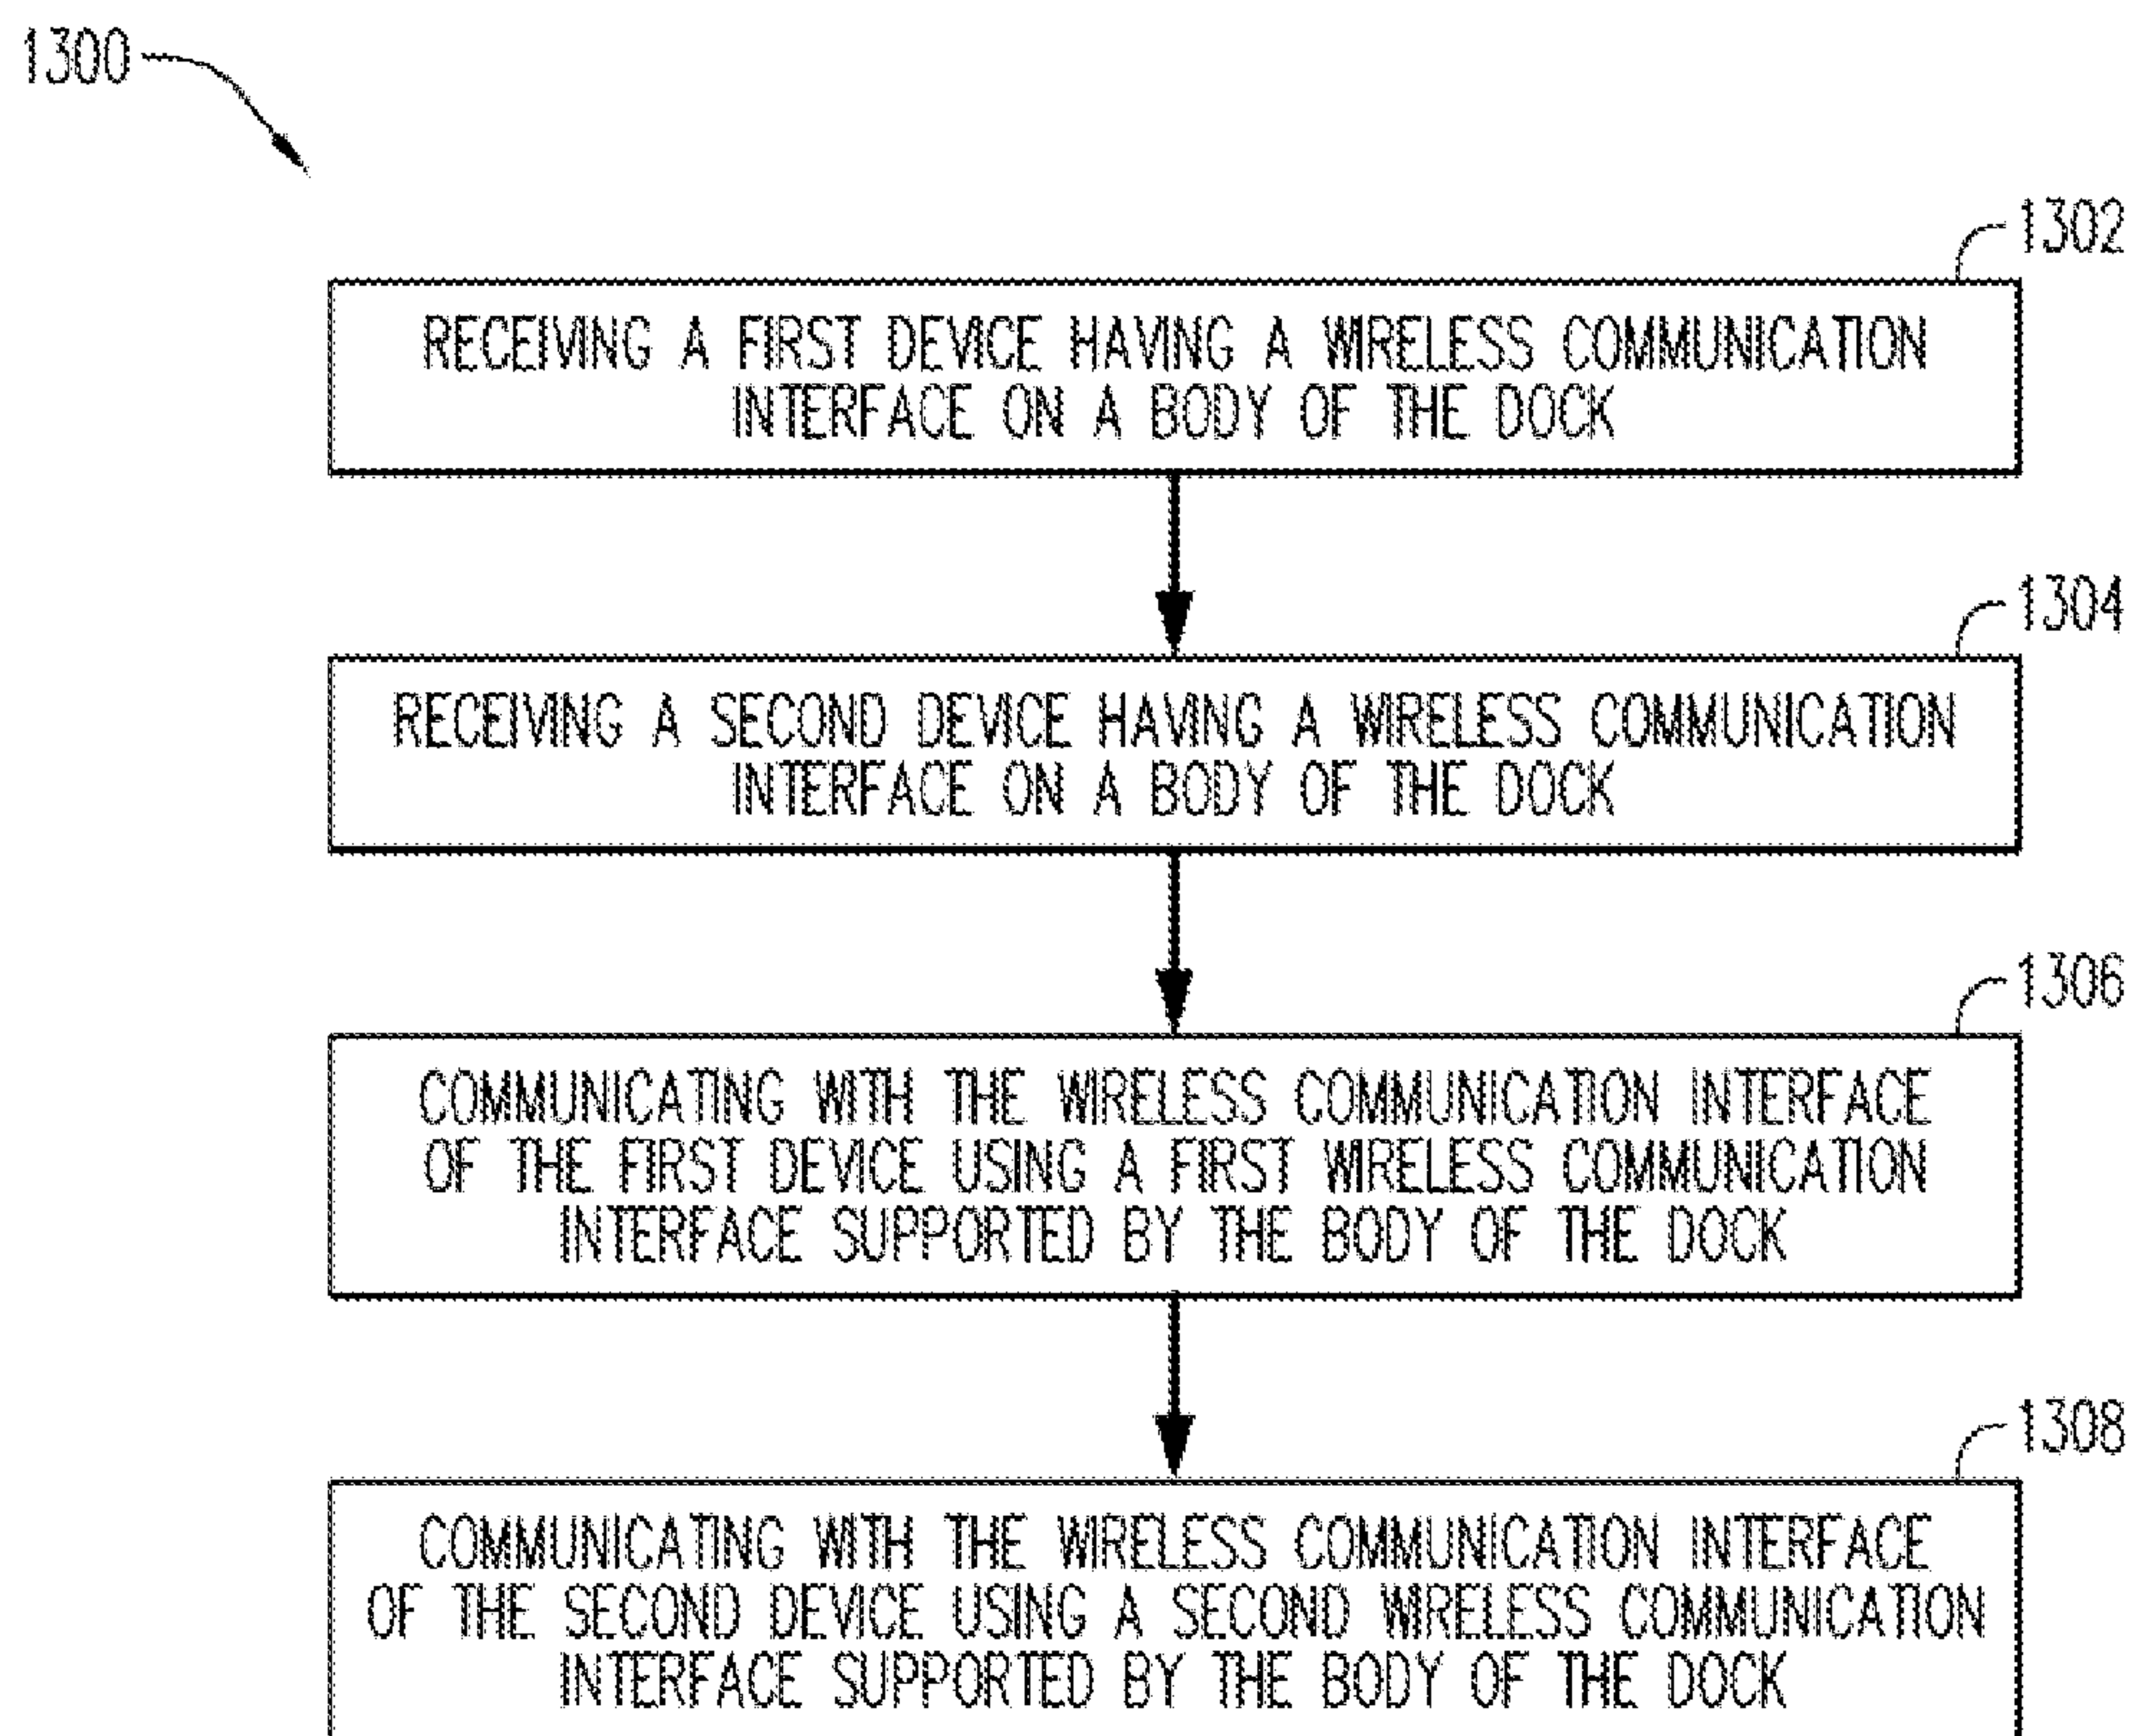 1300
1302
RECEIVING A FIRST DEVICE HAVING A WIRELESS COMMUNICATION
INTERFACE ON A BODY OF THE DOCK
1304
RECEIVING A SECOND DEVICE HAVING A WIRELESS COMMUNICATION
INTERFACE ON A BODY OF THE DOCK
1306
COMMUNICATING WITH THE WIRELESS COMMUNICATION INTERFACE
OF THE FIRST DEVICE USING A FIRST WIRELESS COMMUNICATION
INTERFACE SUPPORTED BY THE BODY OF THE DOCK
1308
COMMUNICATING WITH THE WIRELESS COMMUNICATION INTERFACE
OF THE SECOND DEVICE USING A SECOND WIRELESS COMMUNICATION
INTERFACE SUPPORTED BY THE BODY OF THE DOCK